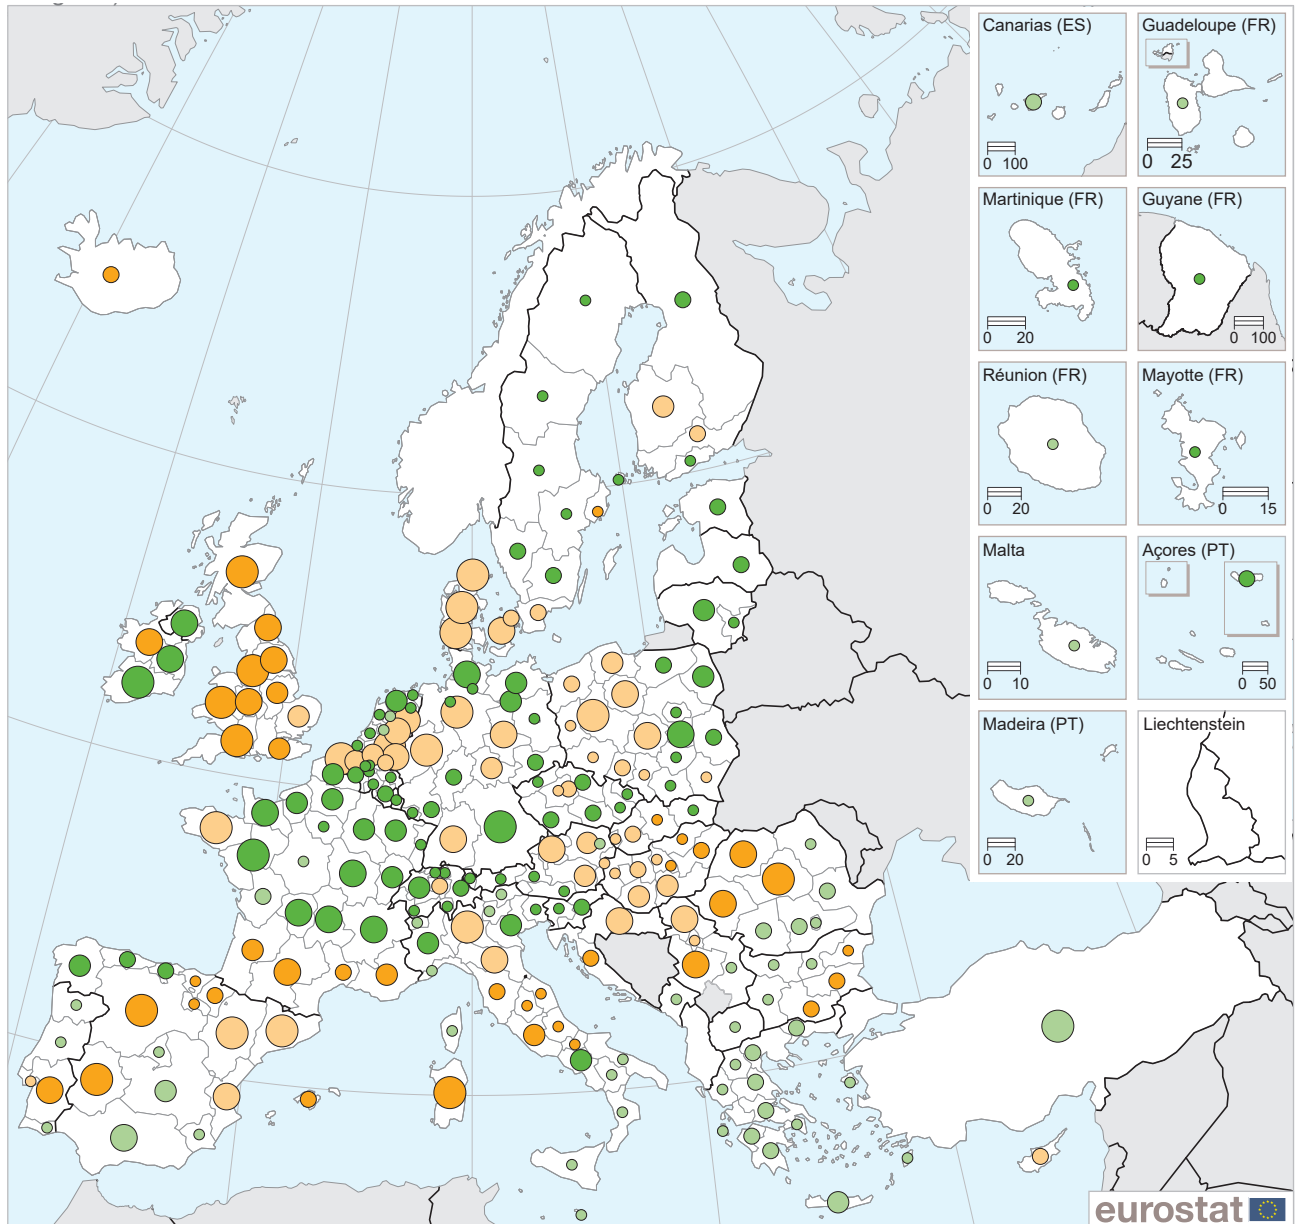 Canarias (ES)
0 100
Guadeloupe (FR)
0 25
Martinique (FR)
0 20
Guyane (FR)
0 100
Réunion (FR)
0 20
Mayotte (FR)
0 15
Malta
0 10
Açores (PT)
0 50
Madeira (PT)
0 20
Liechtenstein
0 5
eurostat